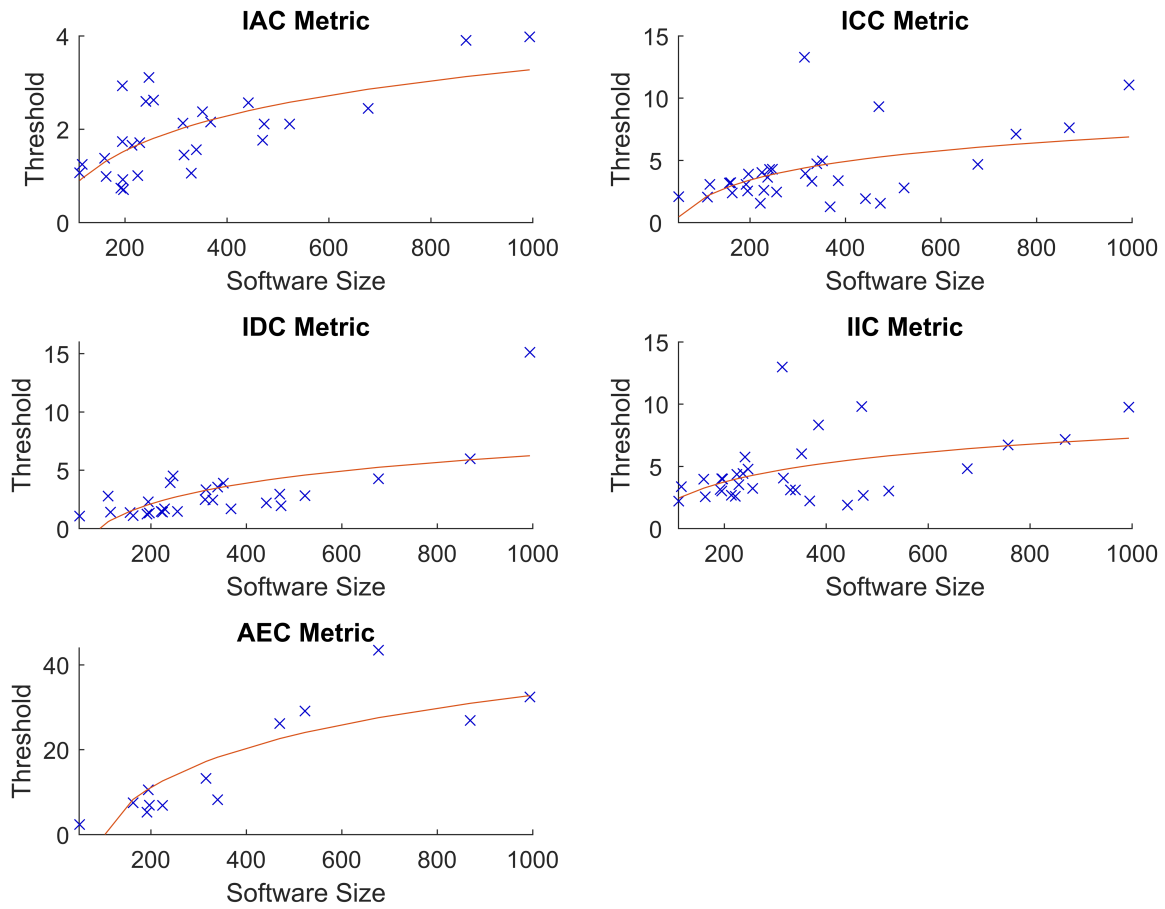 IAC Metric
4
2
0
Threshold
200 400 600 800 1000
Software Size
ICC Metric
15
10
5
0
Threshold
200 400 600 800 1000
Software Size
IDC Metric
15
10
5
0
Threshold
200 400 600 800 1000
Software Size
IIC Metric
15
10
5
0
Threshold
200 400 600 800 1000
Software Size
AEC Metric
40
20
0
Threshold
200 400 600 800 1000
Software Size